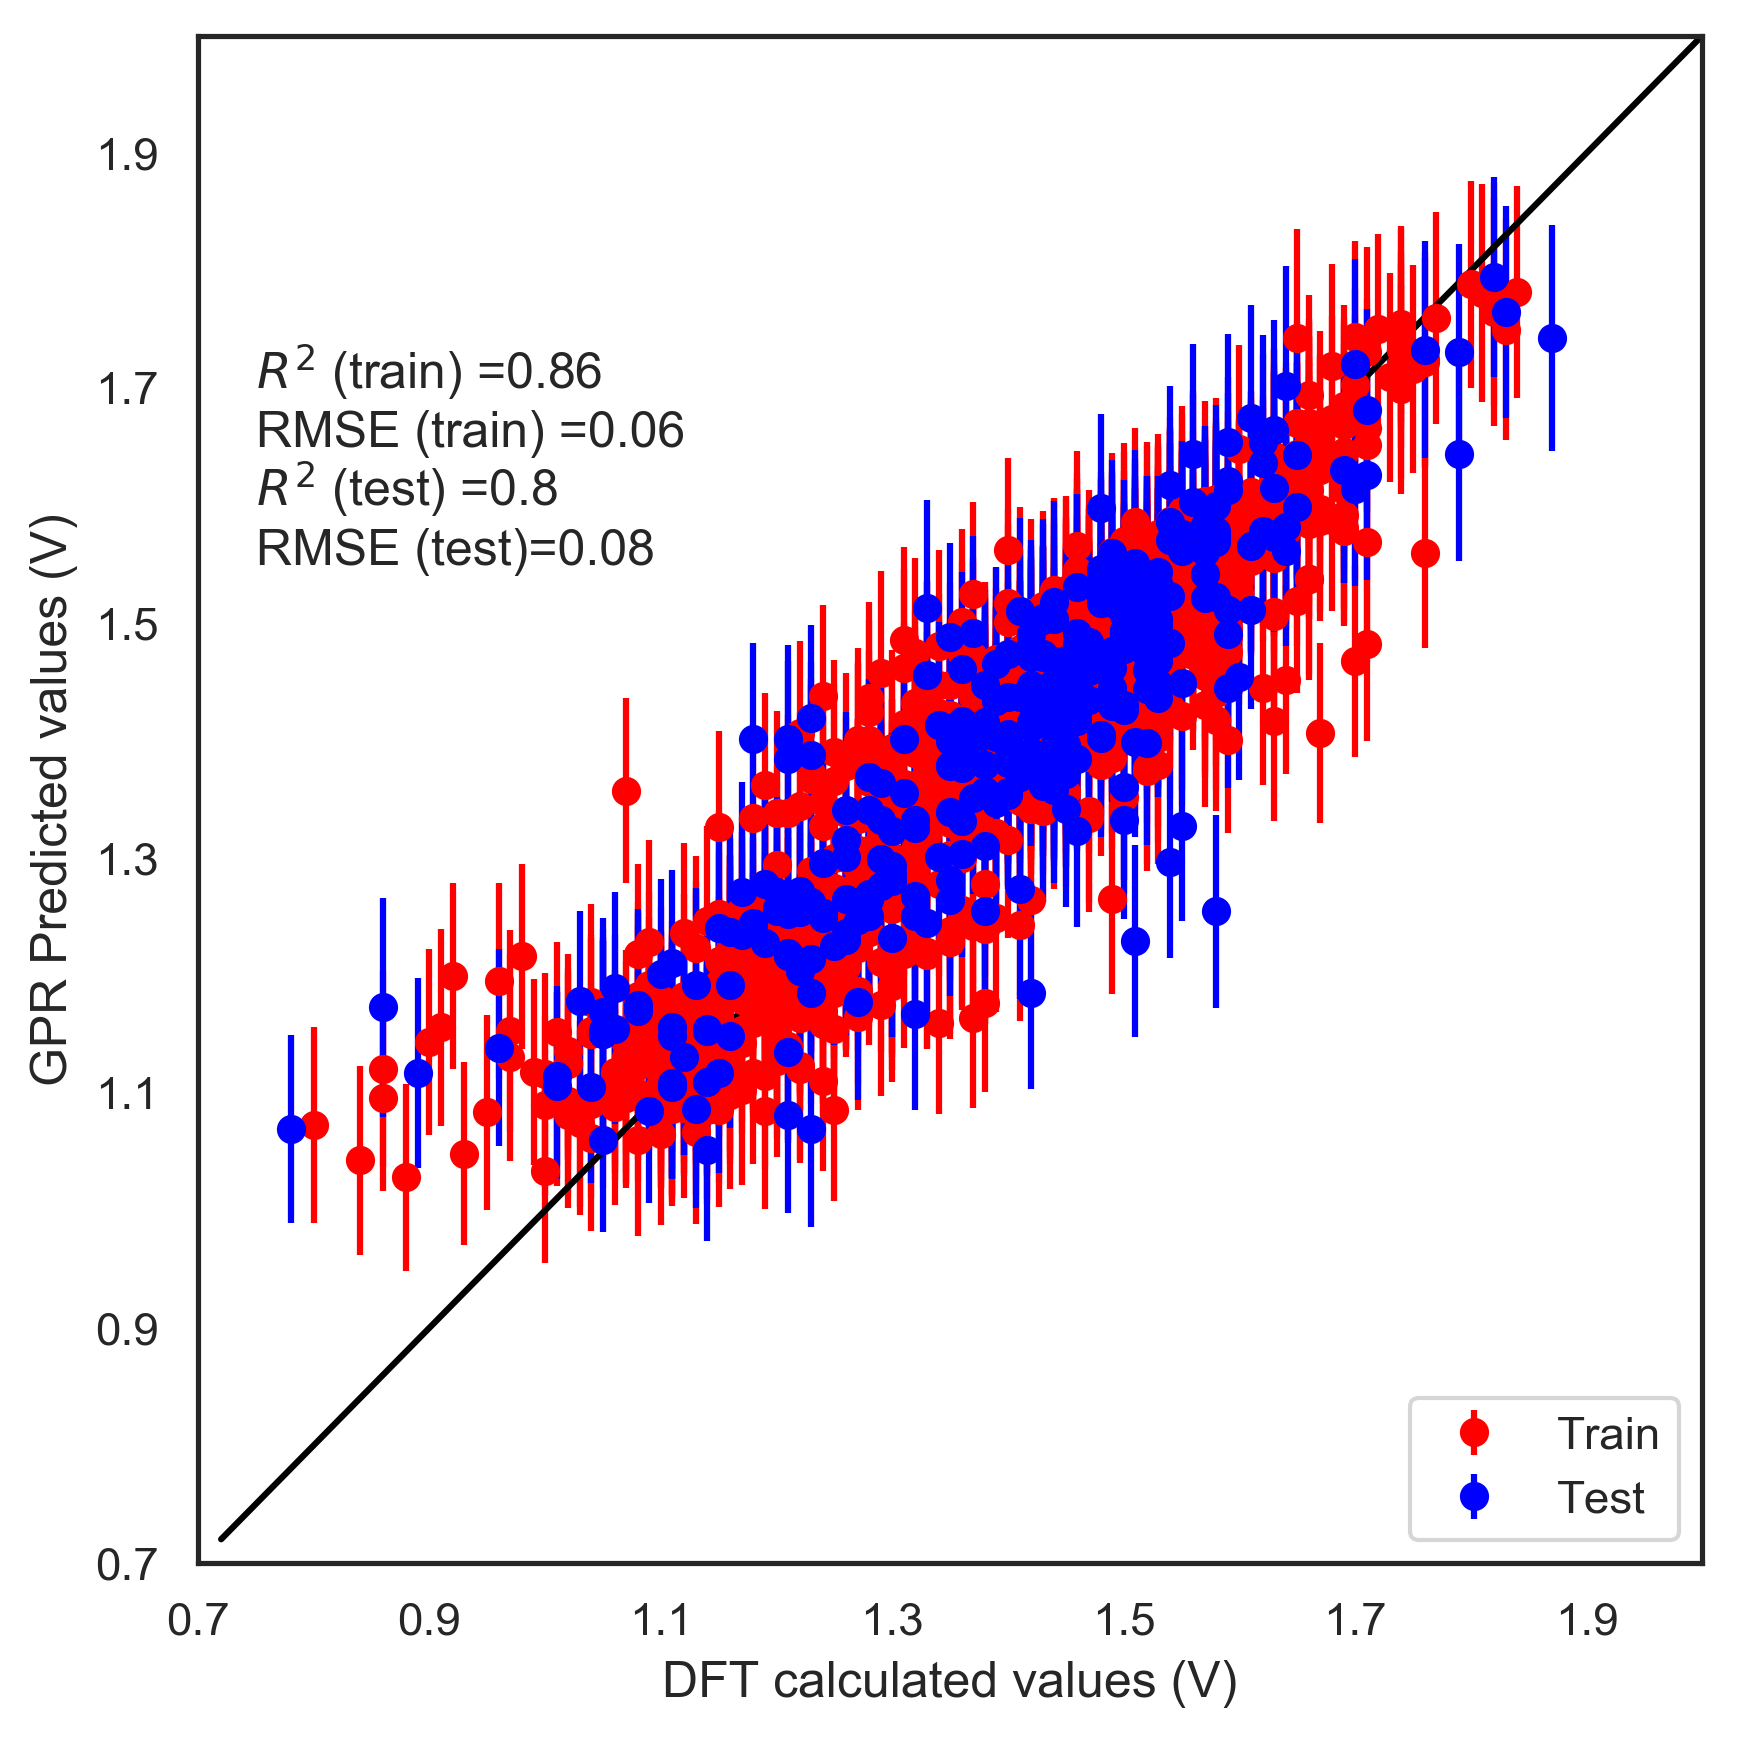 1.9
1.7
1.5
1.3
1.1
0.9
0.7
GPR Predicted values (V)
R² (train) =0.86
RMSE (train) =0.06
R² (test) =0.8
RMSE (test)=0.08
Train
Test
0.7 0.9 1.1 1.3 1.5 1.7 1.9
DFT calculated values (V)